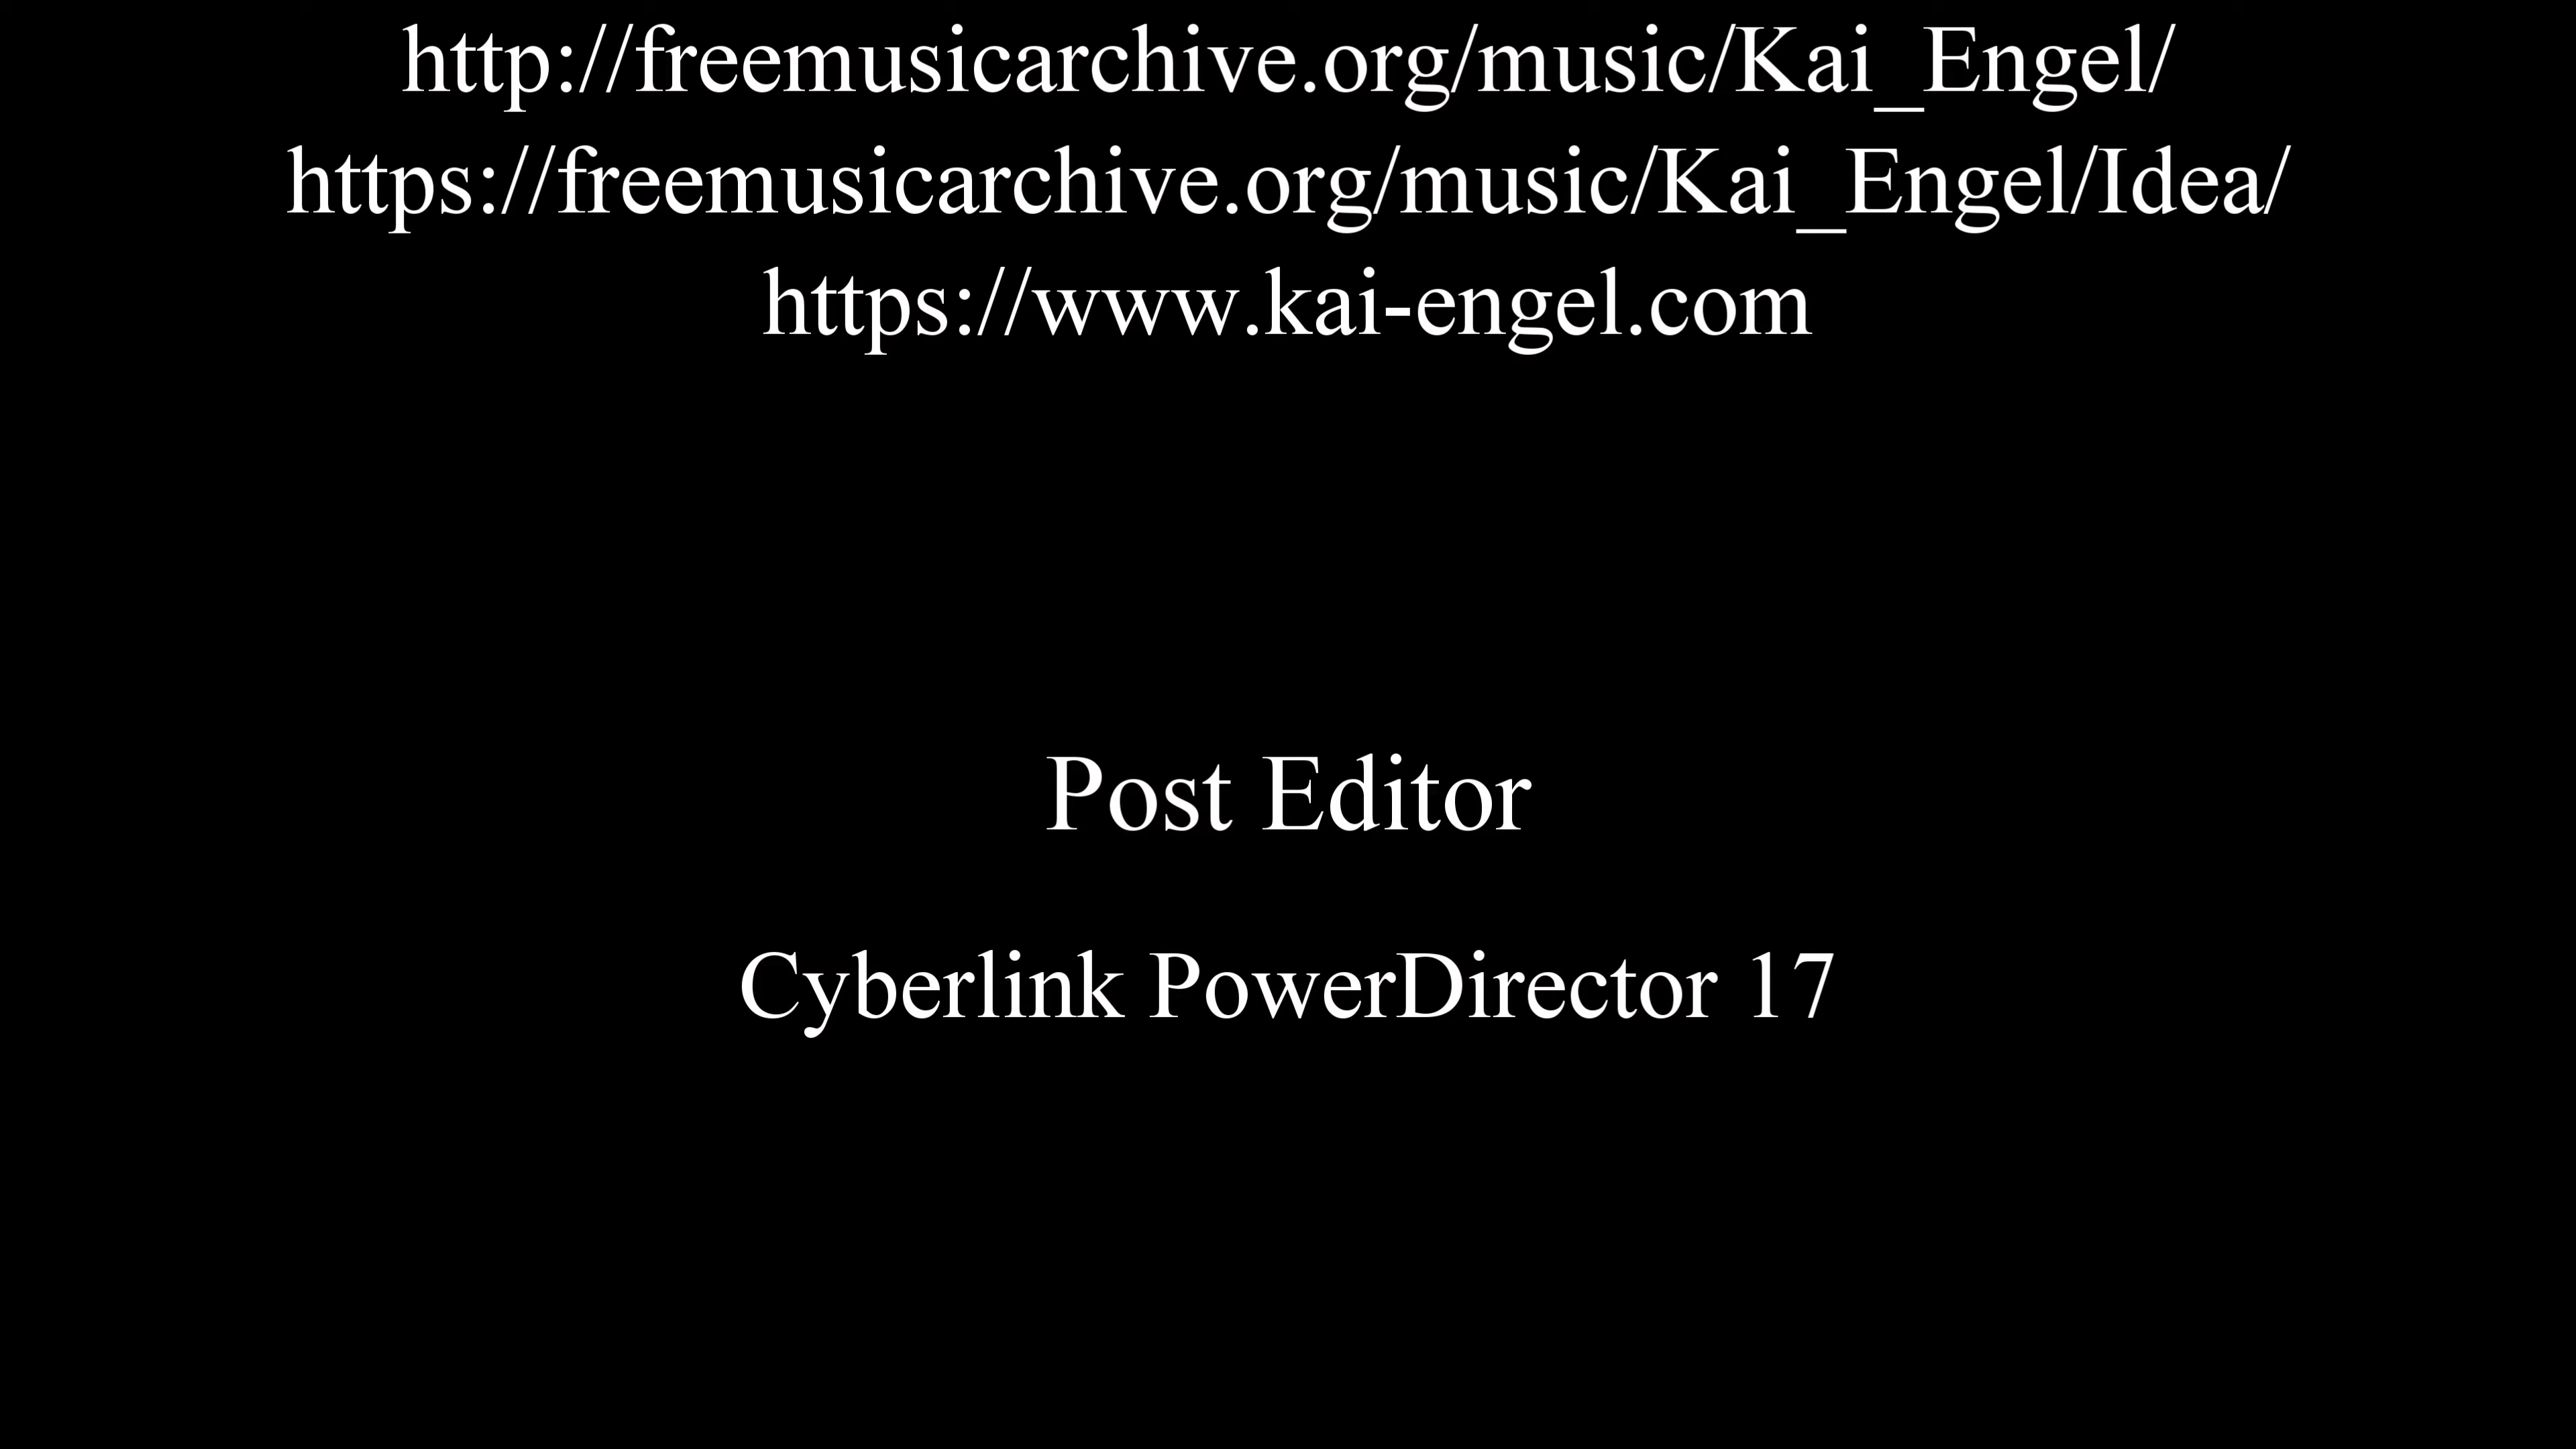 http://freemusicarchive.org/music/Kai_Engel/
https://freemusicarchive.org/music/Kai_Engel/Idea/
https://www.kai-engel.com
Post Editor
Cyberlink PowerDirector 17